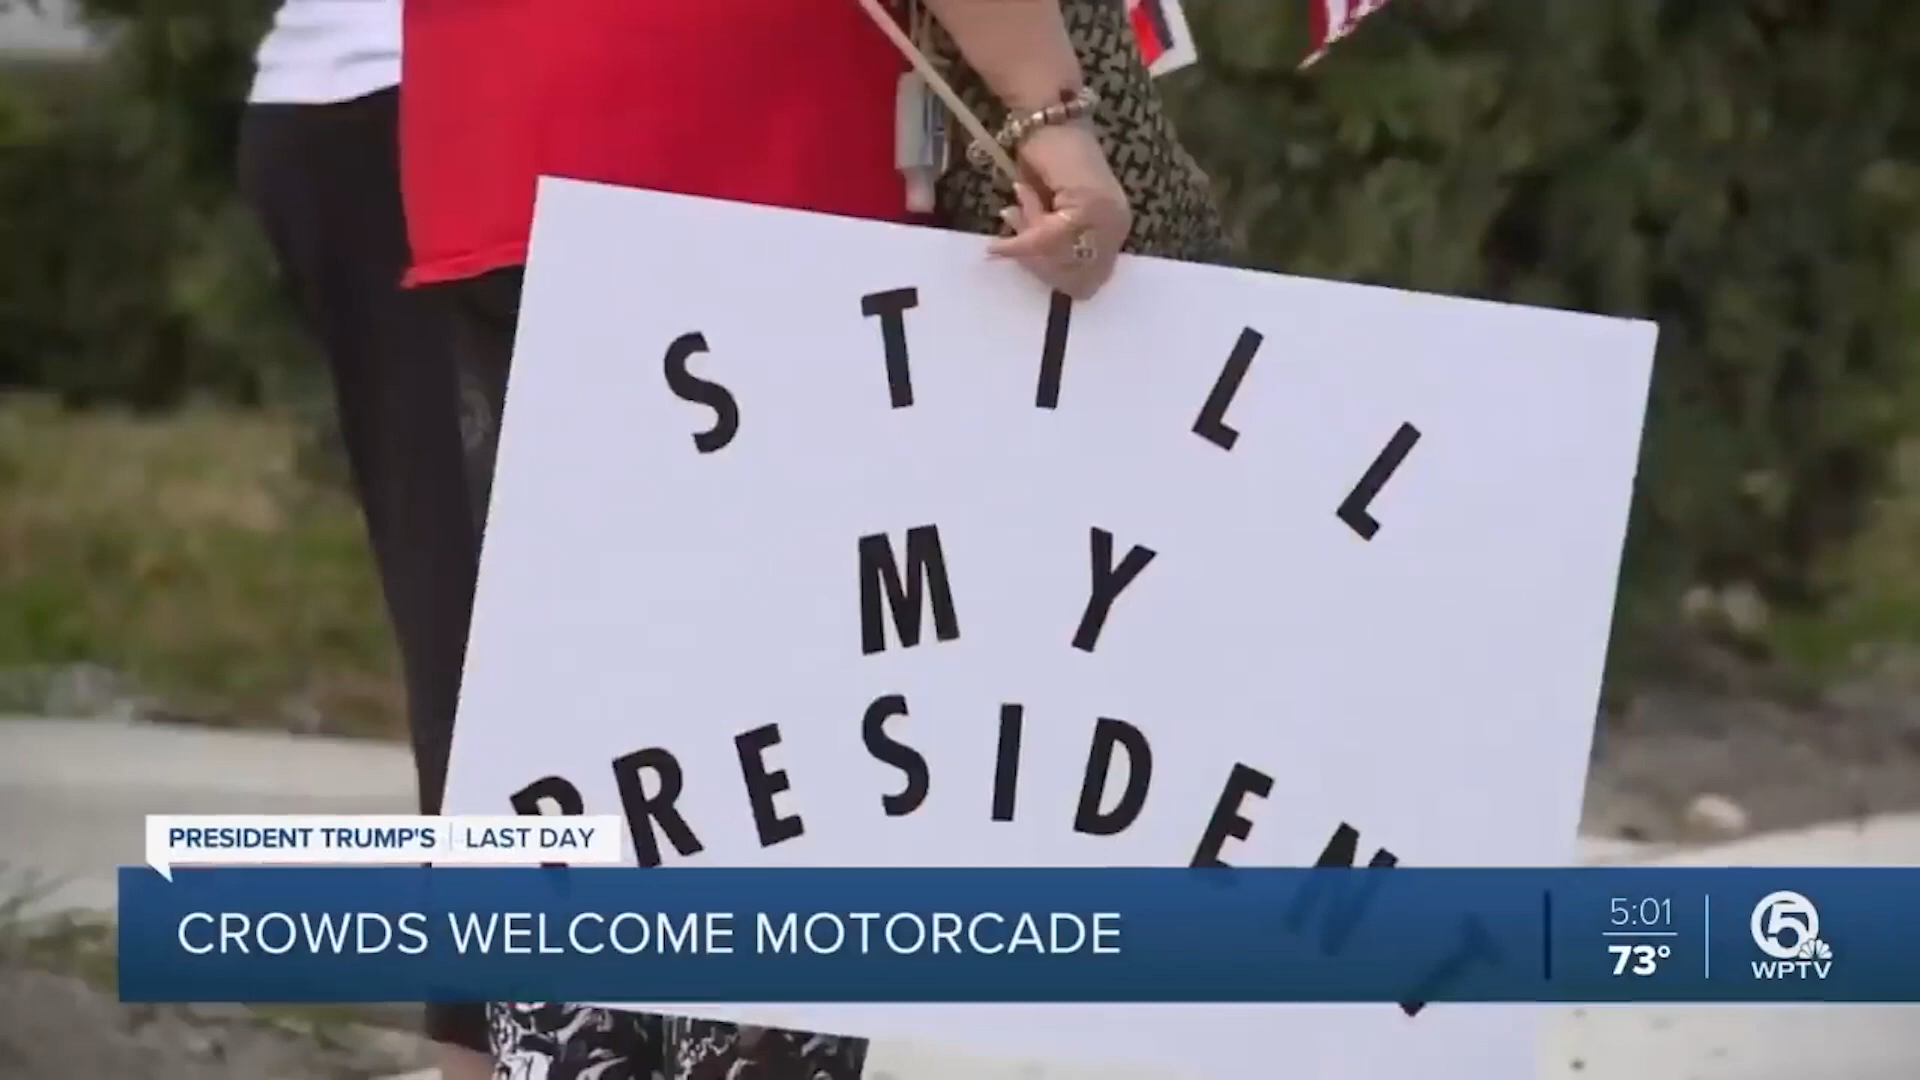 STILL
MY
PRESIDENT
PRESIDENT TRUMP'S | LAST DAY
CROWDS WELCOME MOTORCADE
5:01
73°
5
WPTV